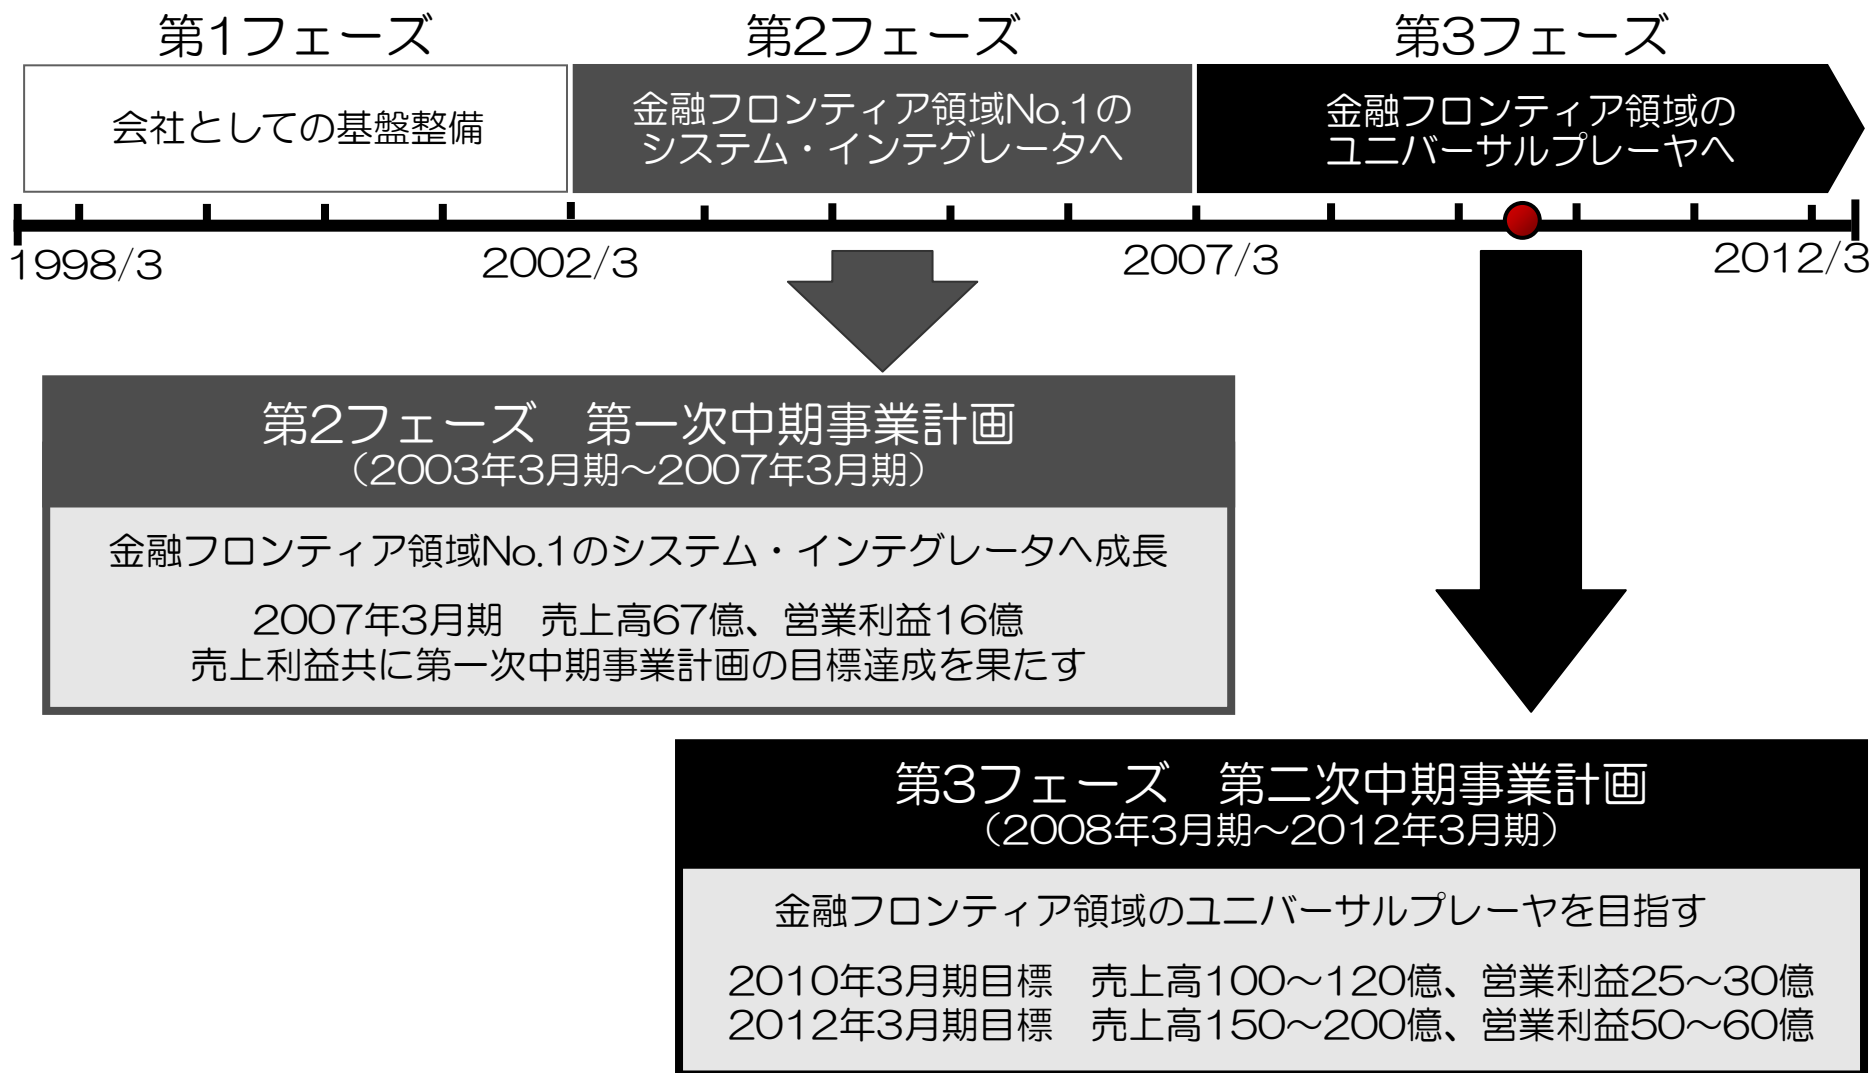 第1フェーズ
第2フェーズ
第3フェーズ
会社としての基盤整備
金融フロンティア領域No.1の
システム・インテグレータへ
金融フロンティア領域の
ユニバーサルプレーヤへ
1998/3
2002/3
2007/3
2012/3
第2フェーズ　第一次中期事業計画
（2003年3月期～2007年3月期）
金融フロンティア領域No.1のシステム・インテグレータへ成長
2007年3月期　売上高67億、営業利益16億
売上利益共に第一次中期事業計画の目標達成を果たす
第3フェーズ　第二次中期事業計画
（2008年3月期～2012年3月期）
金融フロンティア領域のユニバーサルプレーヤを目指す
2010年3月期目標　売上高100～120億、営業利益25～30億
2012年3月期目標　売上高150～200億、営業利益50～60億